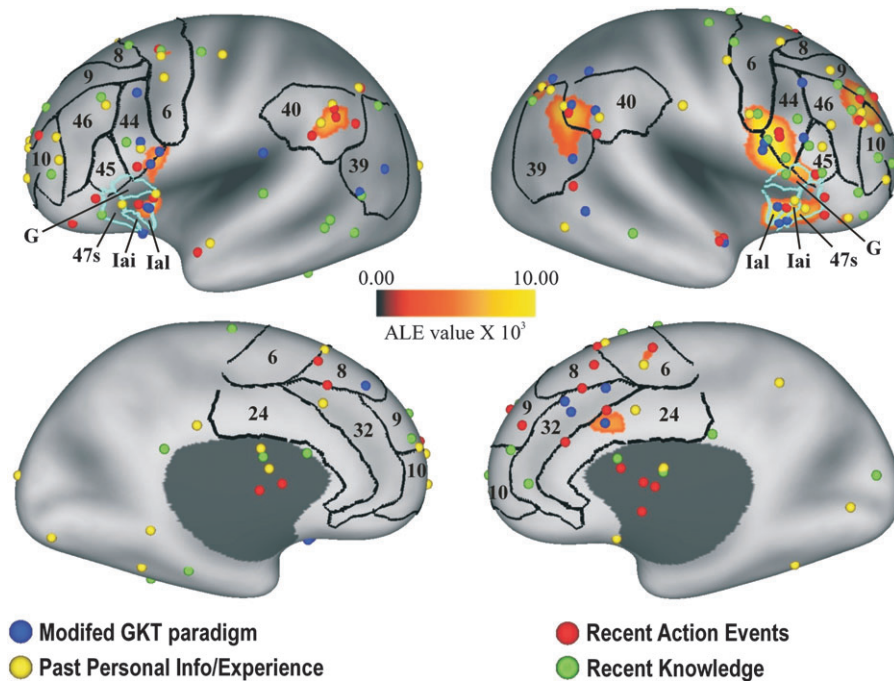 8
9
6
46
44
10
45
40
39
G
47s
Iai
Ial
8
6
9
44
46
40
10
39
45
Ial
Iai
47s
G
0.00
10.00
ALE value X 10³
6
8
24
9
32
10
8
6
9
24
32
10
Modifed GKT paradigm
Recent Action Events
Past Personal Info/Experience
Recent Knowledge